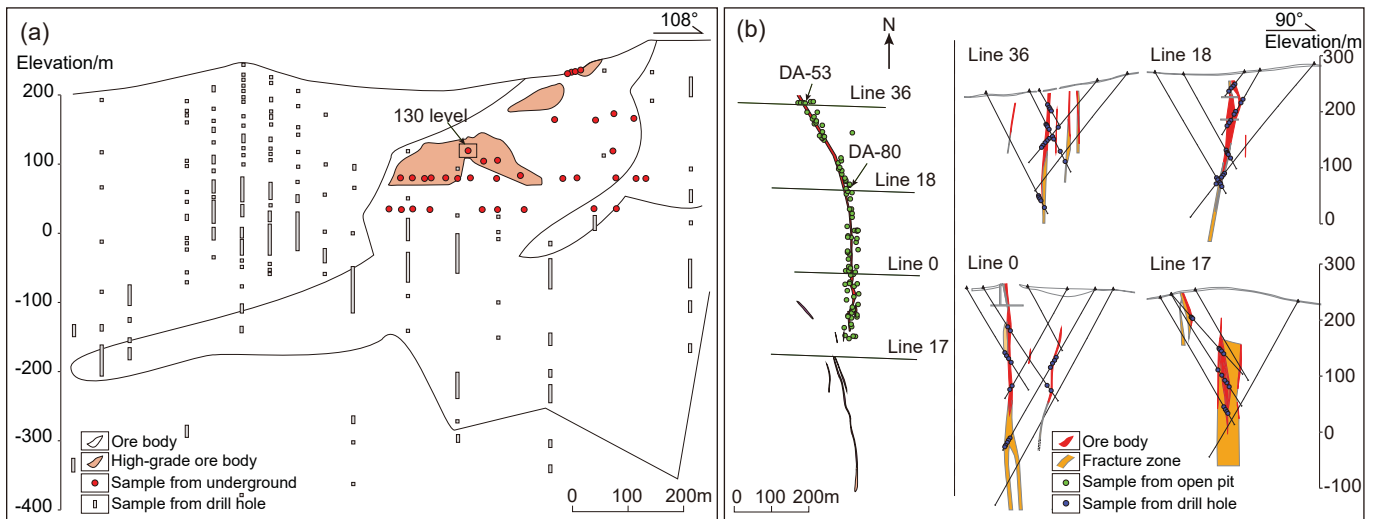 (a)
108°
Elevation/m
200
100
0
-100
-200
-300
-400
130 level
Ore body
High-grade ore body
Sample from underground
Sample from drill hole
0 100 200m
(b)
N
DA-53
Line 36
DA-80
Line 18
Line 0
Line 17
0 100 200m
90°
Elevation/m
Line 36
Line 18
300
200
100
0
Line 0
Line 17
300
200
100
0
-100
Ore body
Fracture zone
Sample from open pit
Sample from drill hole